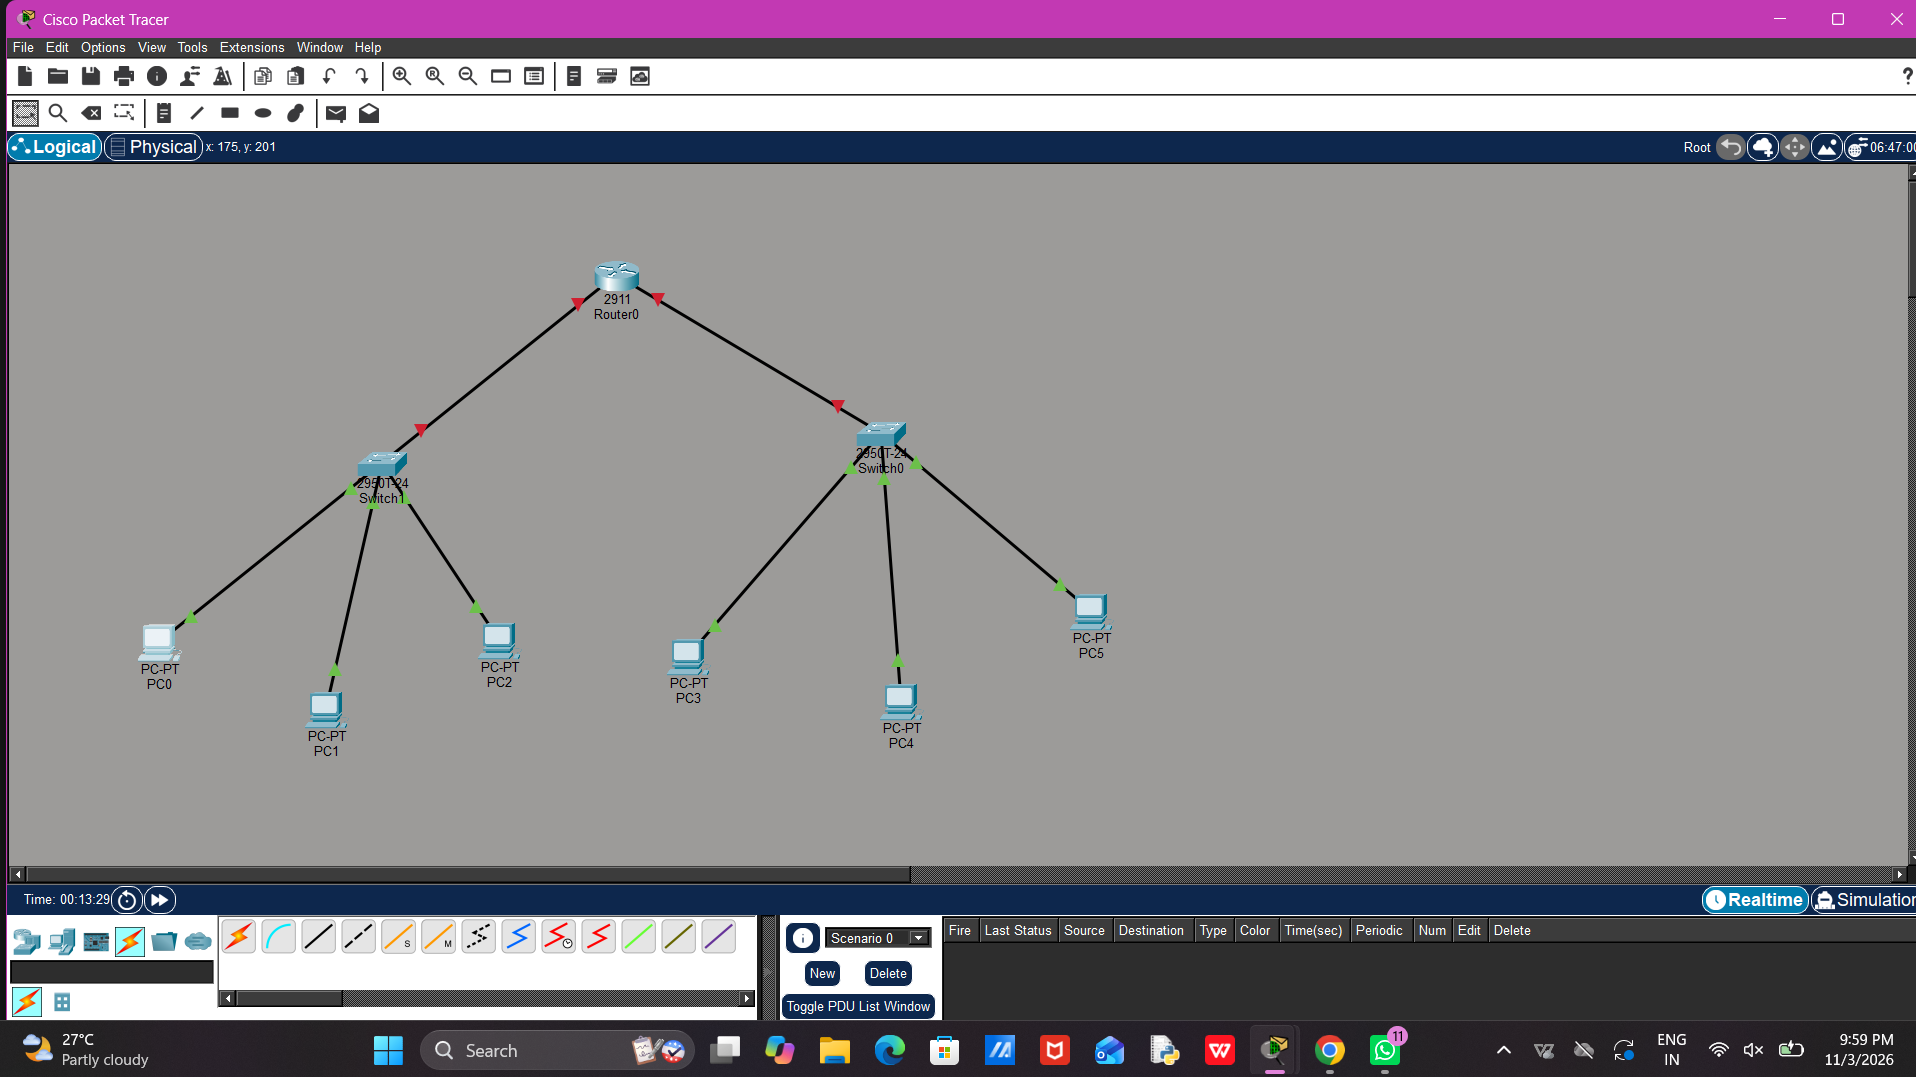 Cisco Packet Tracer
File Edit Options View Tools Extensions Window Help
?
Logical Physical x: 175, y: 201 Root 06:47:00
2911
Router0
2950T-24
Switch0
2950T-24
Switch1
PC-PT
PC0
PC-PT
PC1
PC-PT
PC2
PC-PT
PC3
PC-PT
PC4
PC-PT
PC5
Time: 00:13:29 Realtime Simulation
S M
Scenario 0
New Delete
Toggle PDU List Window
Fire Last Status Source Destination Type Color Time(sec) Periodic Num Edit Delete
27°C
Partly cloudy
Search
11
ENG
IN
9:59 PM
11/3/2026